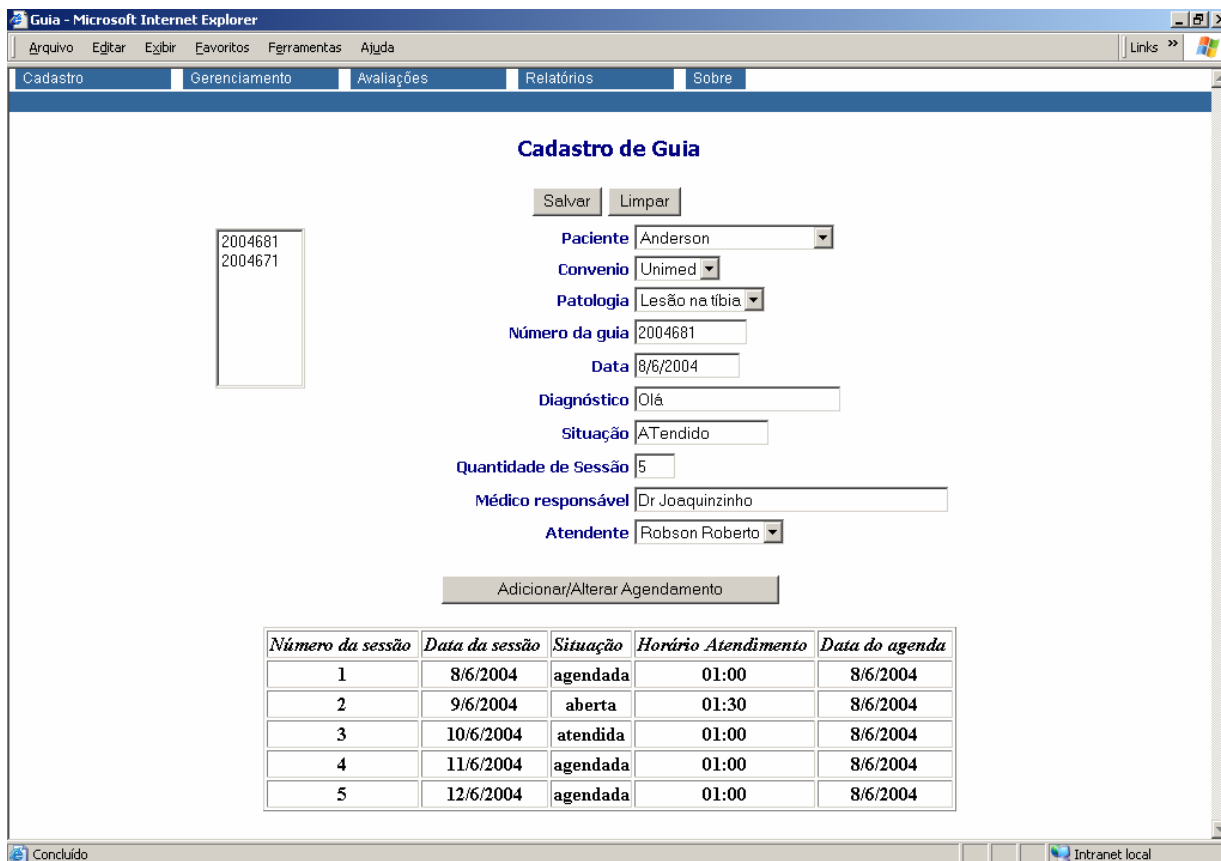 Guia - Microsoft Internet Explorer
Arquivo Editar Exibir Favoritos Ferramentas Ajuda Links »
Cadastro Gerenciamento Avaliações Relatórios Sobre
Cadastro de Guia
Salvar Limpar
2004681
2004671
Paciente Anderson
Convenio Unimed
Patologia Lesão na tíbia
Número da guia 2004681
Data 8/6/2004
Diagnóstico Olá
Situação ATendido
Quantidade de Sessão 5
Médico responsável Dr Joaquinzinho
Atendente Robson Roberto
Adicionar/Alterar Agendamento
Número da sessão Data da sessão Situação Horário Atendimento Data do agenda
1 8/6/2004 agendada 01:00 8/6/2004
2 9/6/2004 aberta 01:30 8/6/2004
3 10/6/2004 atendida 01:00 8/6/2004
4 11/6/2004 agendada 01:00 8/6/2004
5 12/6/2004 agendada 01:00 8/6/2004
Concluído Intranet local